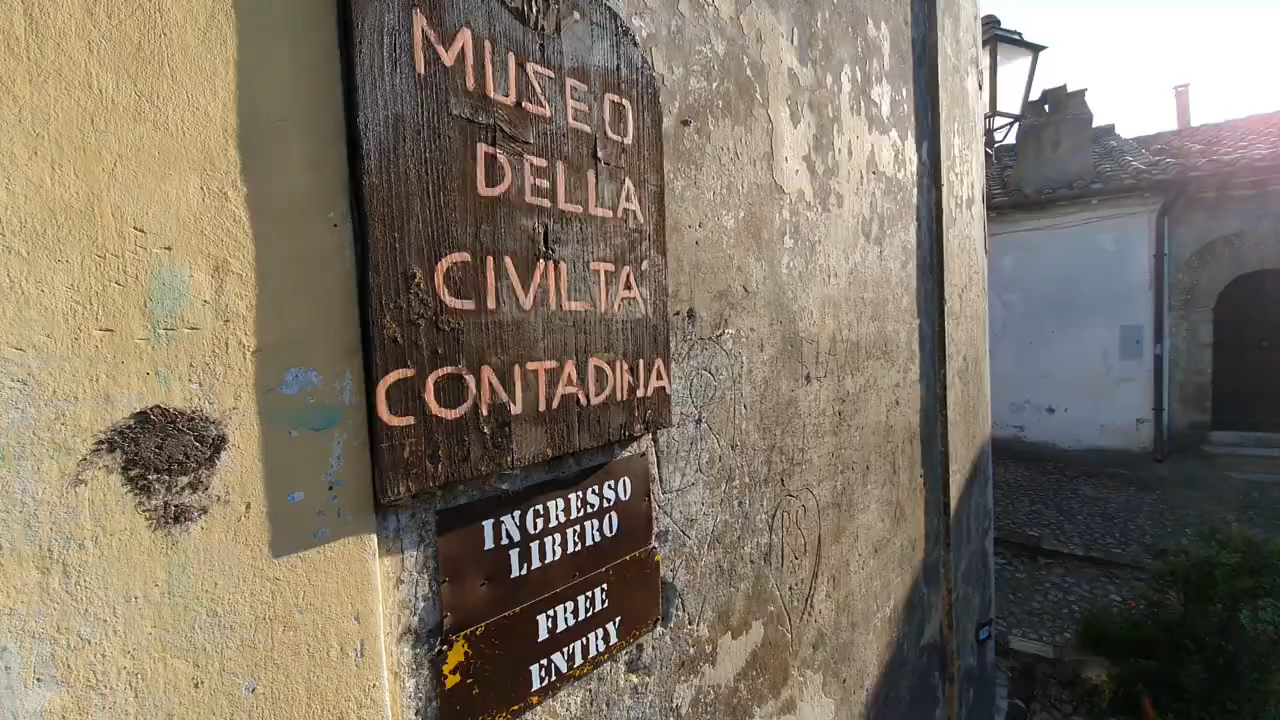 MUSEO
DELLA
CIVILTA'
CONTADINA
INGRESSO
LIBERO
FREE
ENTRY